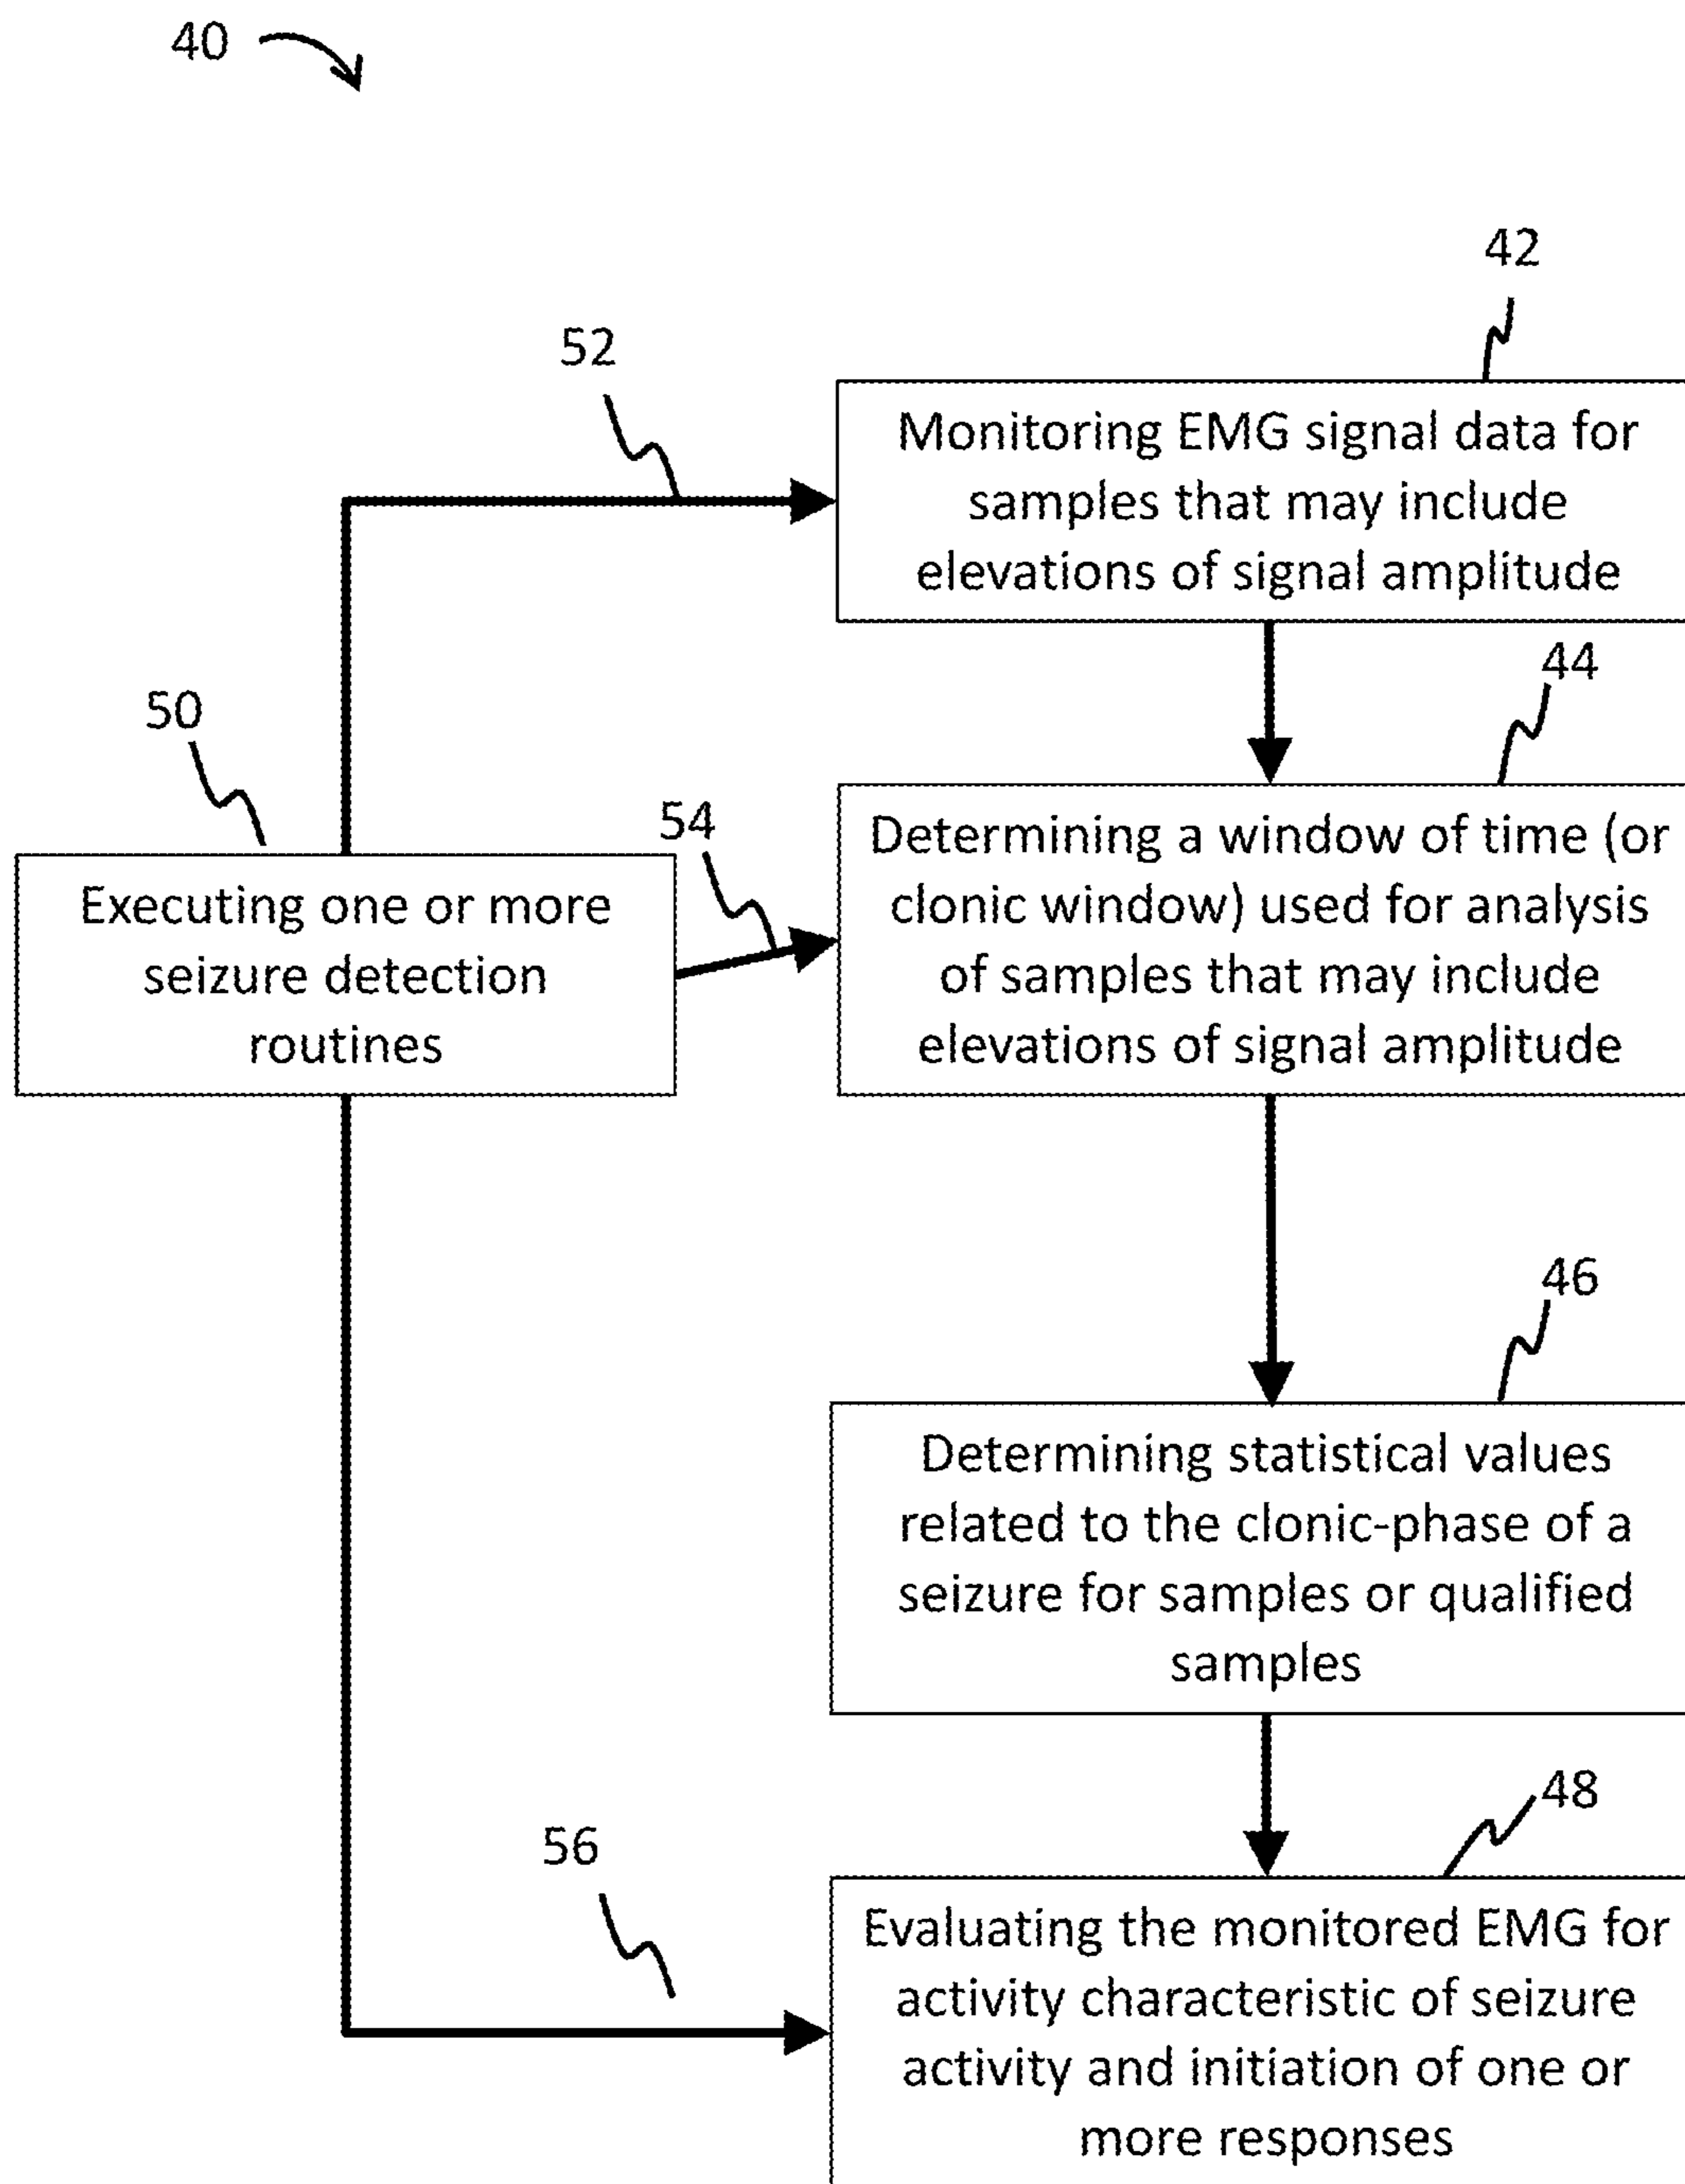 40
42
52
Monitoring EMG signal data for
samples that may include
elevations of signal amplitude
44
50
54
Determining a window of time (or
clonic window) used for analysis
of samples that may include
elevations of signal amplitude
Executing one or more
seizure detection
routines
46
Determining statistical values
related to the clonic-phase of a
seizure for samples or qualified
samples
48
56
Evaluating the monitored EMG for
activity characteristic of seizure
activity and initiation of one or
more responses